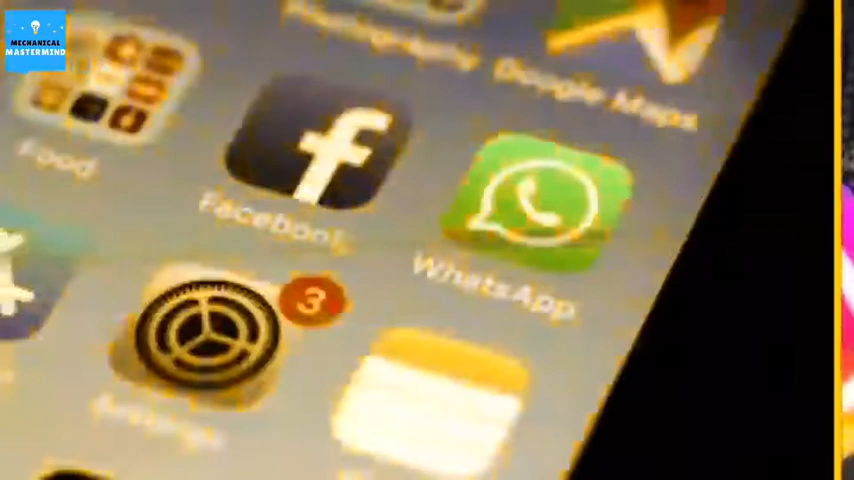 MECHANICAL
MASTERMIND
Photography
Google Maps
Food
Facebook
WhatsApp
3
Settings